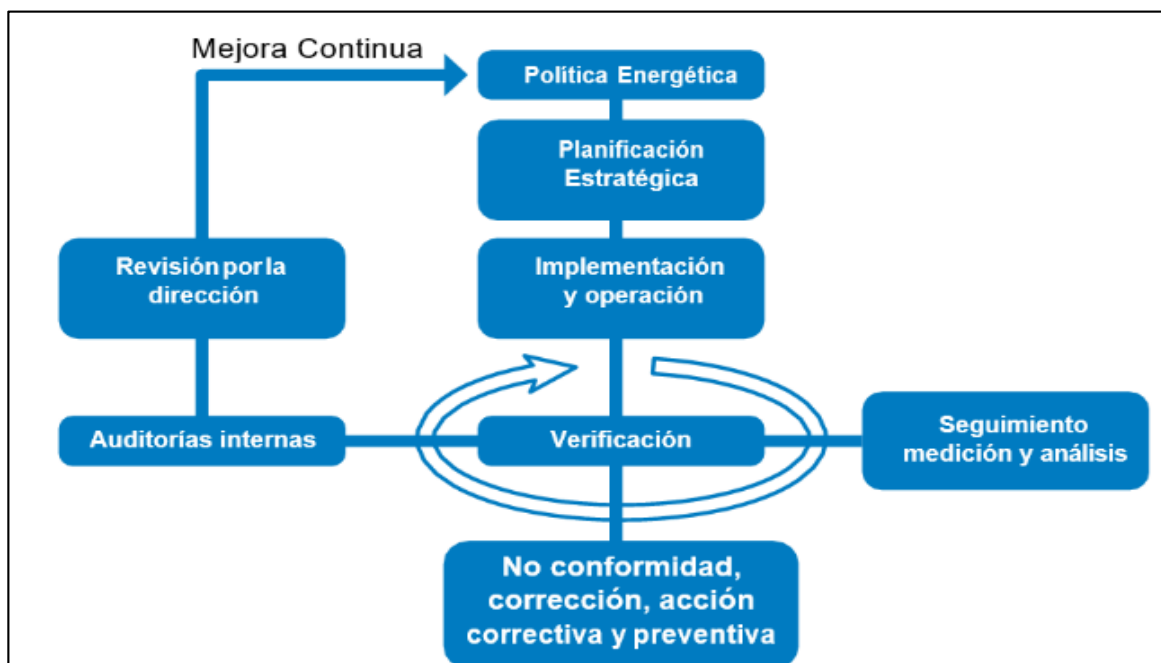 Mejora Continua
Política Energética
Planificación
Estratégica
Revisión por la
dirección
Implementación
y operación
Auditorías internas
Verificación
Seguimiento
medición y análisis
No conformidad,
corrección, acción
correctiva y preventiva